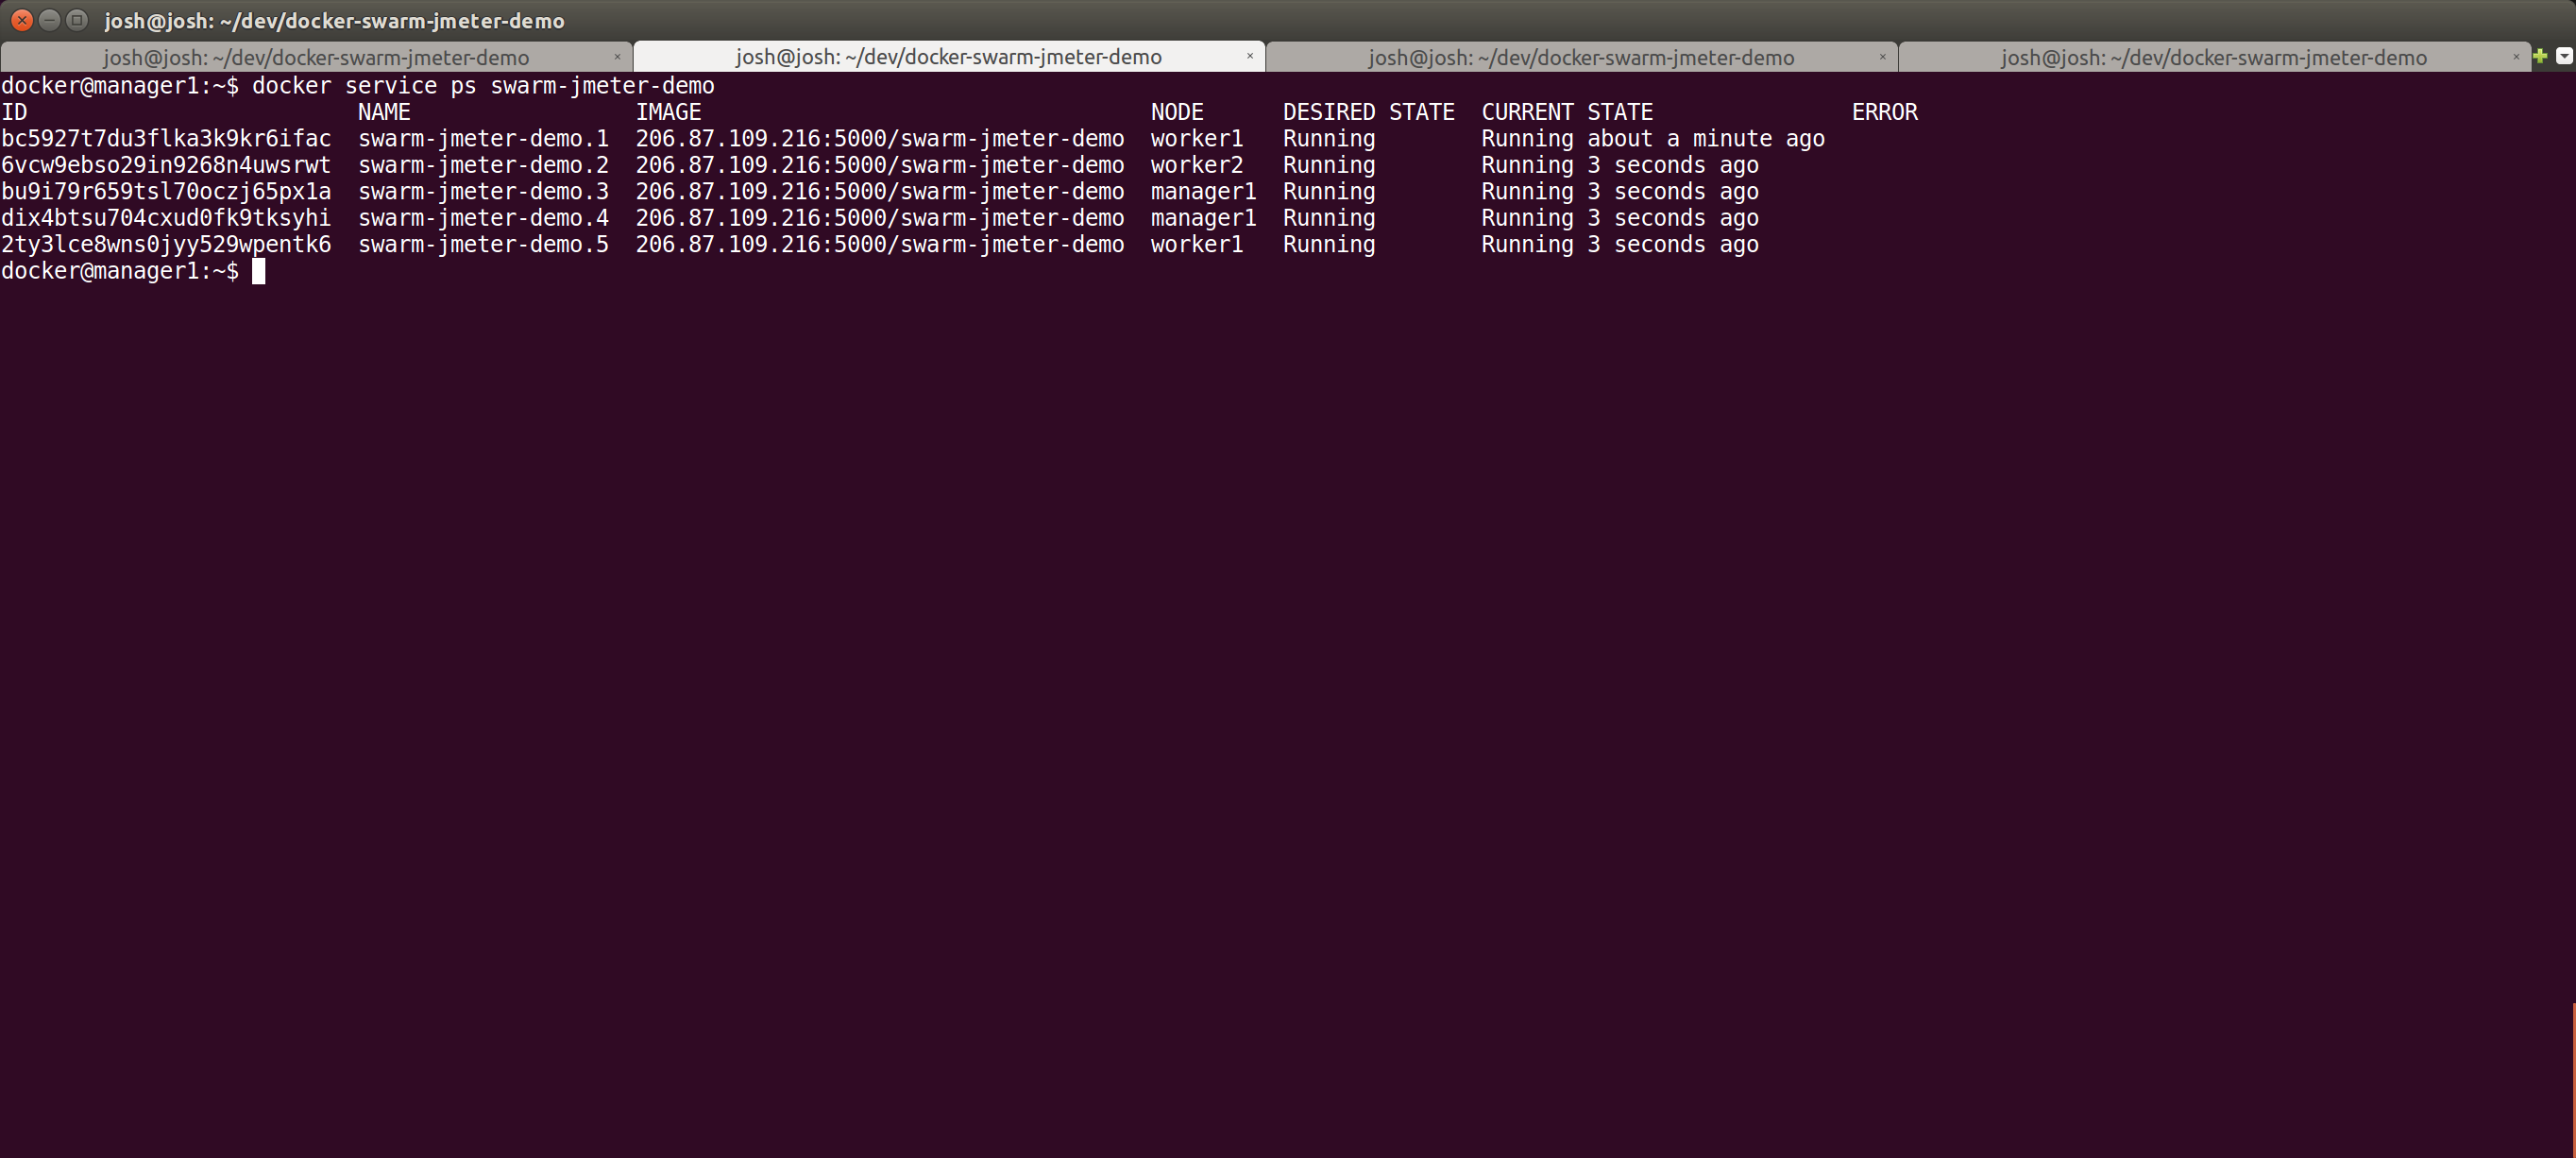 josh@josh: ~/dev/docker-swarm-jmeter-demo
josh@josh: ~/dev/docker-swarm-jmeter-demo × josh@josh: ~/dev/docker-swarm-jmeter-demo × josh@josh: ~/dev/docker-swarm-jmeter-demo × josh@josh: ~/dev/docker-swarm-jmeter-demo ×
docker@manager1:~$ docker service ps swarm-jmeter-demo
ID NAME IMAGE NODE DESIRED STATE CURRENT STATE ERROR
bc5927t7du3flka3k9kr6ifac swarm-jmeter-demo.1 206.87.109.216:5000/swarm-jmeter-demo worker1 Running Running about a minute ago
6vcw9ebso29in9268n4uwsrwt swarm-jmeter-demo.2 206.87.109.216:5000/swarm-jmeter-demo worker2 Running Running 3 seconds ago
bu9i79r659tsl70oczj65px1a swarm-jmeter-demo.3 206.87.109.216:5000/swarm-jmeter-demo manager1 Running Running 3 seconds ago
dix4btsu704cxud0fk9tksyhi swarm-jmeter-demo.4 206.87.109.216:5000/swarm-jmeter-demo manager1 Running Running 3 seconds ago
2ty3lce8wns0jyy529wpentk6 swarm-jmeter-demo.5 206.87.109.216:5000/swarm-jmeter-demo worker1 Running Running 3 seconds ago
docker@manager1:~$